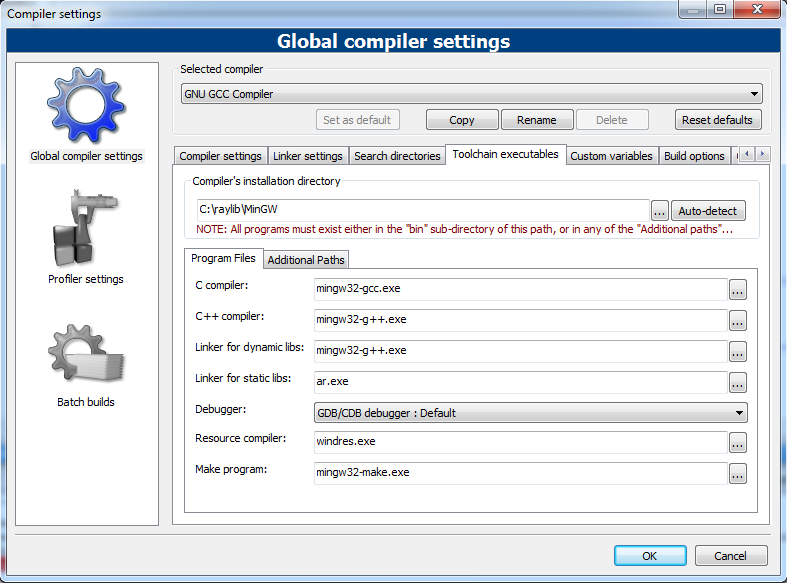 Compiler settings
Global compiler settings
Global compiler settings
Profiler settings
Batch builds
Selected compiler
GNU GCC Compiler
Set as default Copy Rename Delete Reset defaults
Compiler settings Linker settings Search directories Toolchain executables Custom variables Build options
Compiler's installation directory
C:\raylib\MinGW ... Auto-detect
NOTE: All programs must exist either in the "bin" sub-directory of this path, or in any of the "Additional paths"...
Program Files Additional Paths
C compiler: mingw32-gcc.exe ...
C++ compiler: mingw32-g++.exe ...
Linker for dynamic libs: mingw32-g++.exe ...
Linker for static libs: ar.exe ...
Debugger: GDB/CDB debugger : Default
Resource compiler: windres.exe ...
Make program: mingw32-make.exe ...
OK Cancel